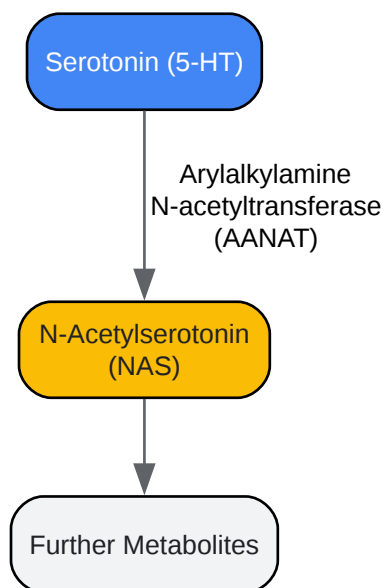 Serotonin (5-HT)
Arylalkylamine
N-acetyltransferase
(AANAT)
N-Acetylserotonin
(NAS)
Further Metabolites